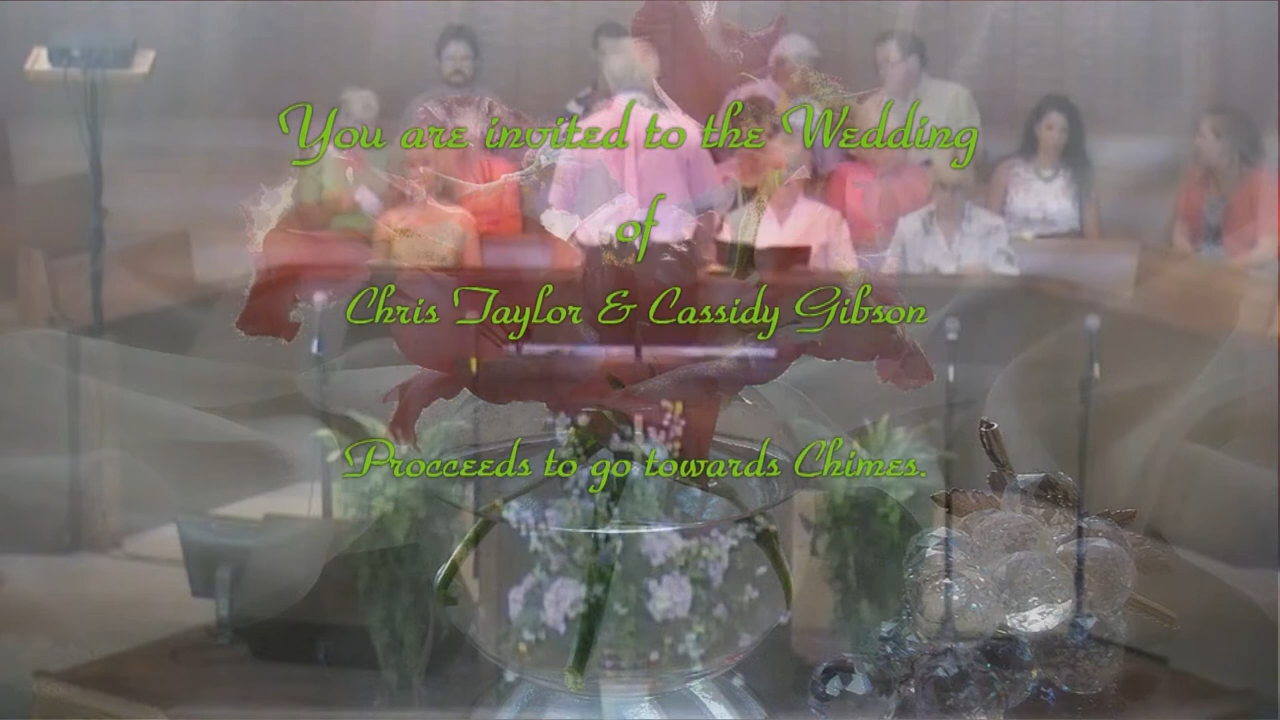 You are invited to the Wedding
of
Chris Taylor & Cassidy Gibson
Procceeds to go towards Chimes.